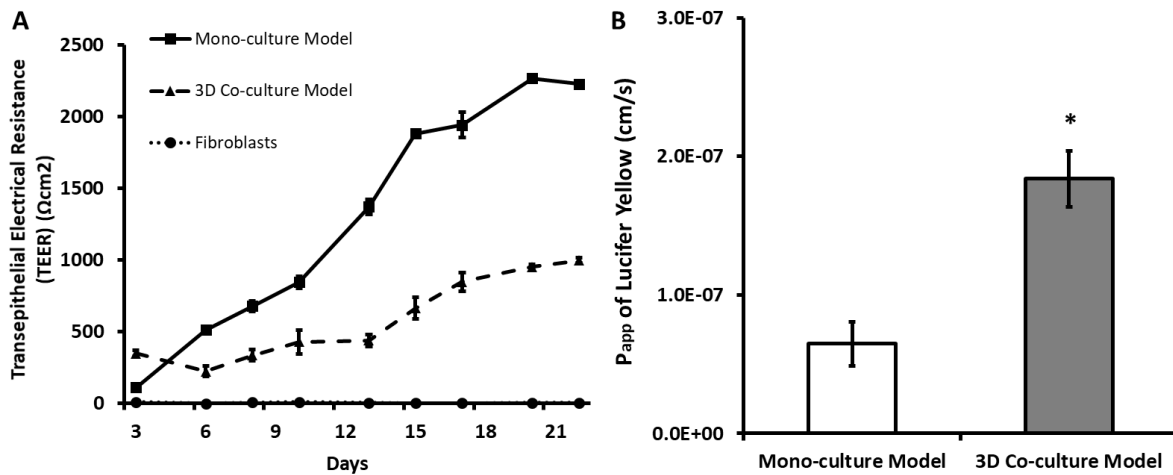 A
Transepithelial Electrical Resistance
(TEER) (Ωcm2)
2500
2000
1500
1000
500
0
Mono-culture Model
3D Co-culture Model
Fibroblasts
3 6 9 12 15 18 21
Days
B
Papp of Lucifer Yellow (cm/s)
3.0E-07
2.0E-07
1.0E-07
0.0E+00
*
Mono-culture Model 3D Co-culture Model